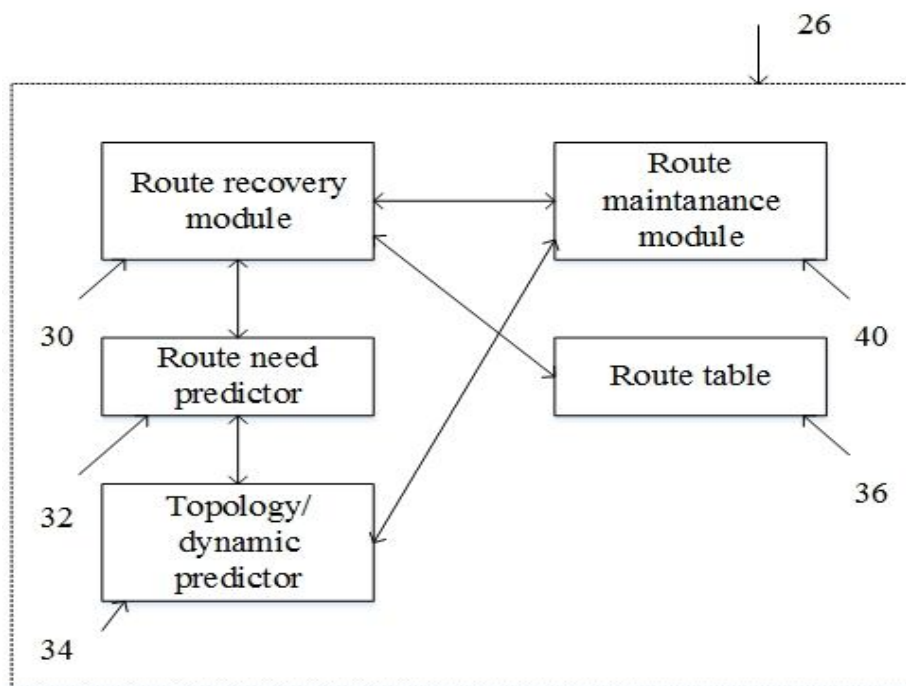 26
Route recovery
module
Route
maintanance
module
30
40
Route need
predictor
Route table
32
36
Topology/
dynamic
predictor
34